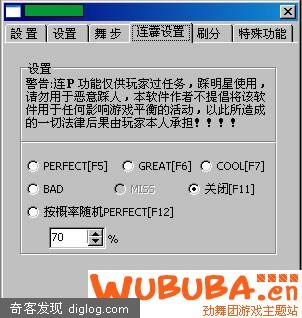 設置 设置 舞步 连P设置 刷分 特殊功能
设置
警告:连P 功能仅供玩家过任务，踩明星使用，
请勿用于恶意踩人，本软件作者不提倡将该软
件用于任何影响游戏平衡的活动，以此所造成
的一切法律后果由玩家本人承担！！！！
PERFECT[F5] GREAT[F6] COOL[F7]
BAD MISS 关闭[F11]
按概率随机PERFECT[F12]
70 %
WUBUBA.cn
劲舞团游戏主题站
奇客发现 diglog.com